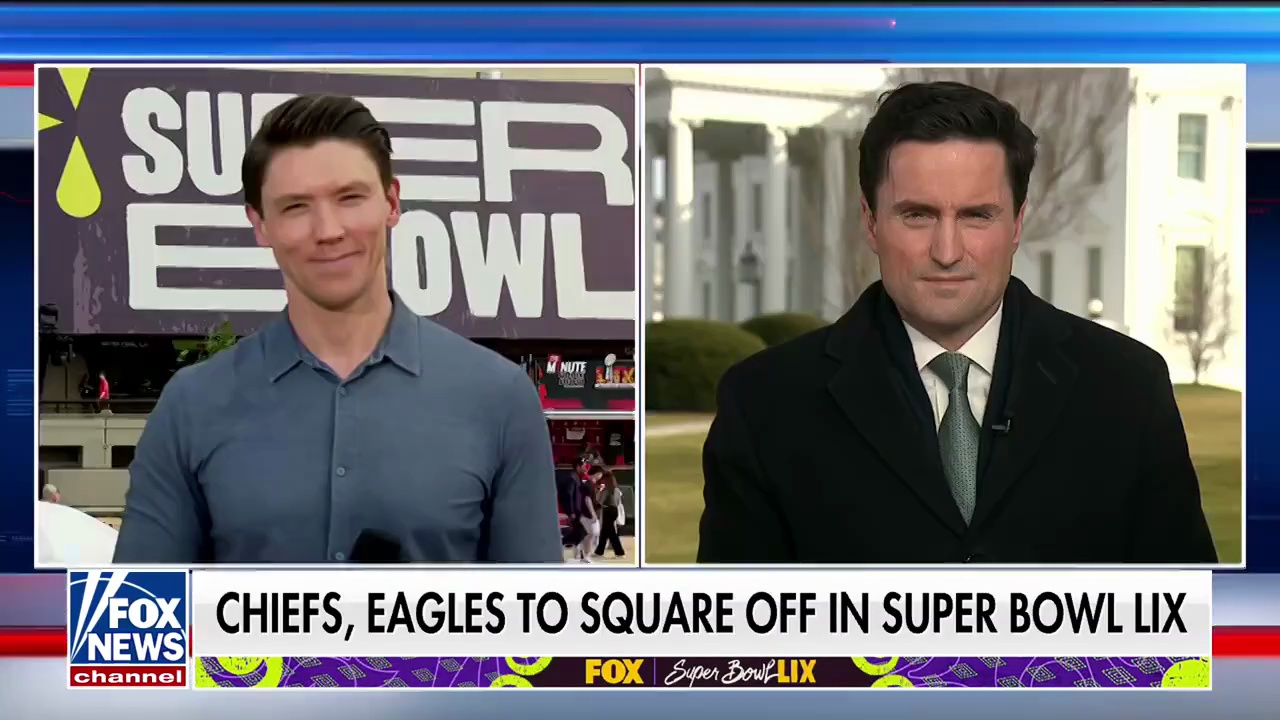 SUPER
BOWL
MINUTE
LIX
FOX
NEWS
channel
CHIEFS, EAGLES TO SQUARE OFF IN SUPER BOWL LIX
FOX Super Bowl LIX